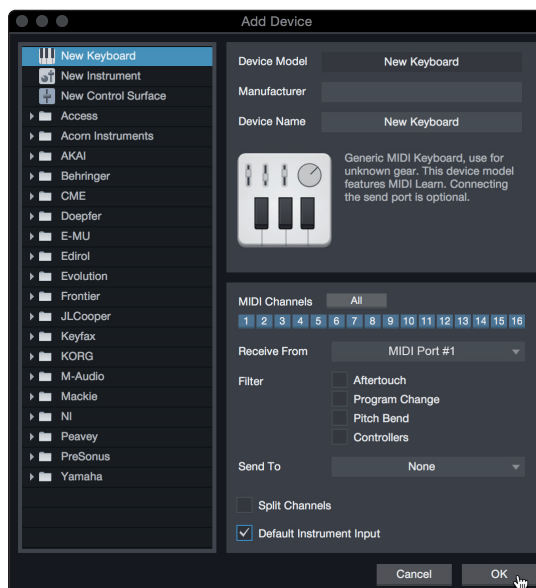 Add Device
New Keyboard
New Instrument
New Control Surface
Access
Acorn Instruments
AKAI
Behringer
CME
Doepfer
E-MU
Edirol
Evolution
Frontier
JLCooper
Keyfax
KORG
M-Audio
Mackie
NI
Peavey
PreSonus
Yamaha
Device Model New Keyboard
Manufacturer
Device Name New Keyboard
Generic MIDI Keyboard, use for
unknown gear. This device model
features MIDI Learn. Connecting
the send port is optional.
MIDI Channels All
1 2 3 4 5 6 7 8 9 10 11 12 13 14 15 16
Receive From MIDI Port #1
Filter Aftertouch
Program Change
Pitch Bend
Controllers
Send To None
Split Channels
Default Instrument Input
Cancel OK